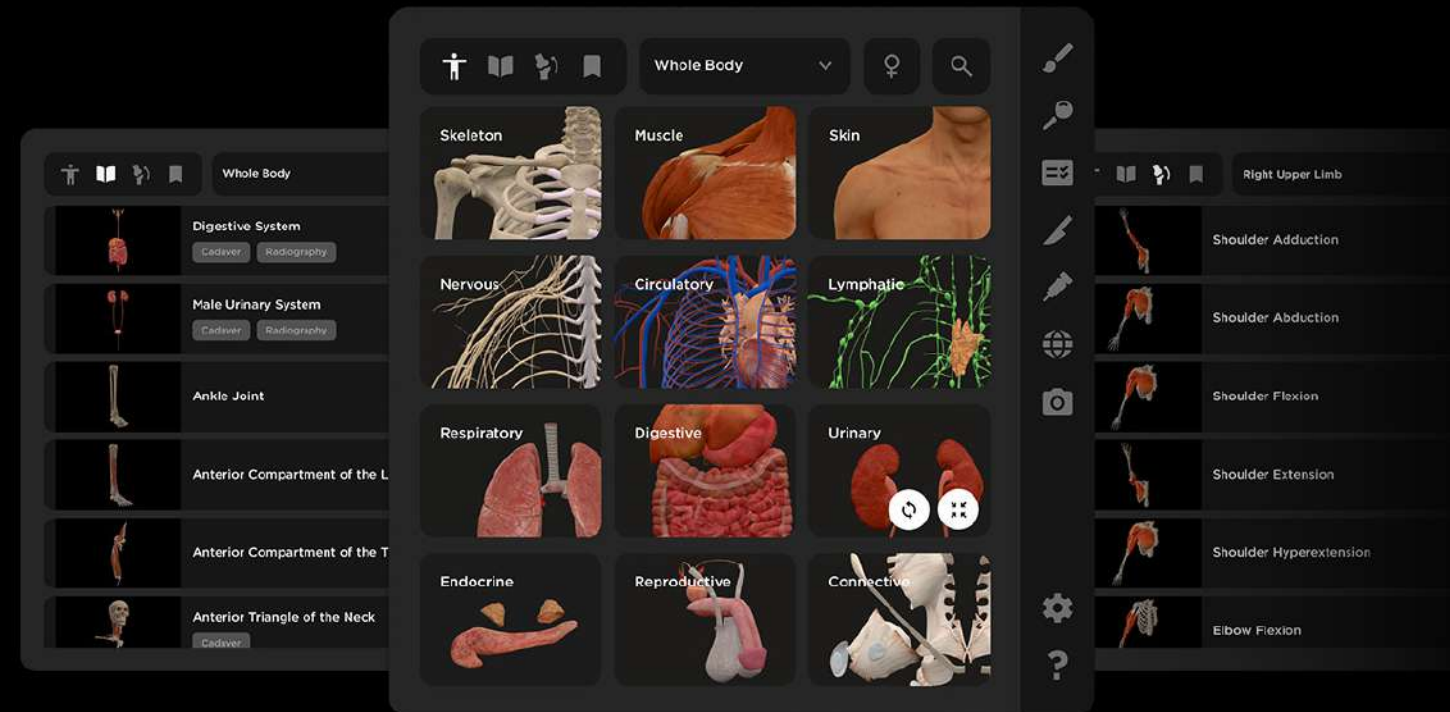 Whole Body
Digestive System
Cadaver
Radiography
Male Urinary System
Cadaver
Radiography
Ankle Joint
Anterior Compartment of the L
Anterior Compartment of the T
Anterior Triangle of the Neck
Cadaver
Whole Body
Skeleton
Muscle
Skin
Nervous
Circulatory
Lymphatic
Respiratory
Digestive
Urinary
Endocrine
Reproductive
Connective
?
Right Upper Limb
Shoulder Adduction
Shoulder Abduction
Shoulder Flexion
Shoulder Extension
Shoulder Hyperextension
Elbow Flexion